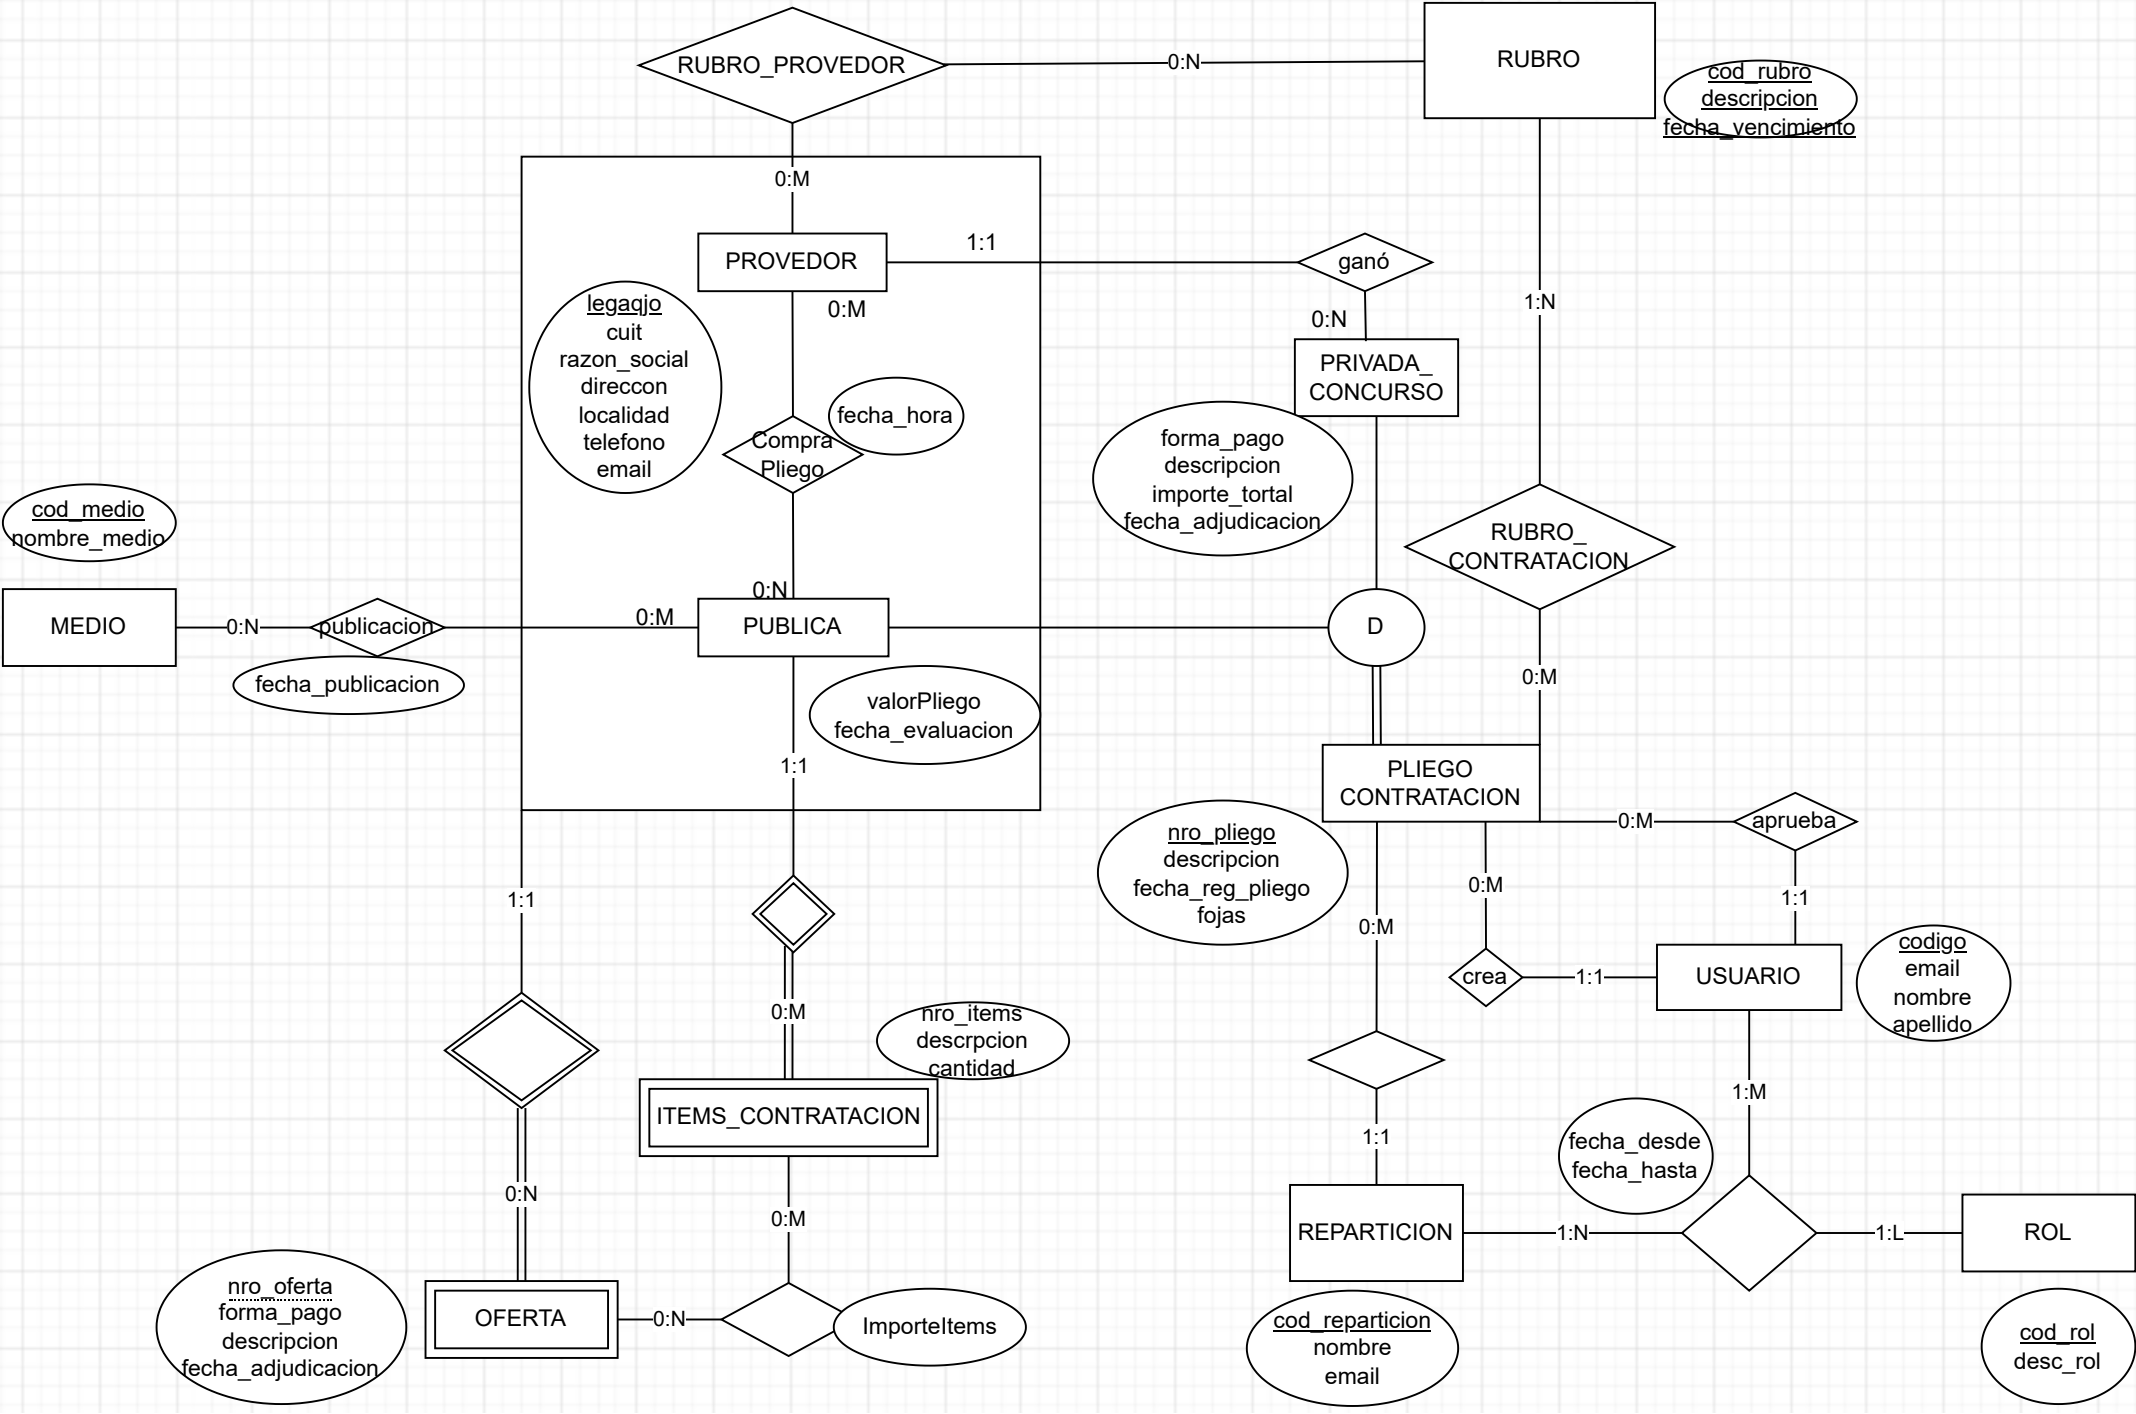 RUBRO_PROVEDOR
0:N
RUBRO
cod_rubro
descripcion
fecha_vencimiento
0:M
PROVEDOR
1:1
ganó
legaqjo
cuit
razon_social
direccon
localidad
telefono
email
0:M
0:N
1:N
PRIVADA_
CONCURSO
fecha_hora
Compra
Pliego
forma_pago
descripcion
importe_tortal
fecha_adjudicacion
cod_medio
nombre_medio
RUBRO_
CONTRATACION
0:N
MEDIO
0:N
publicacion
0:M
PUBLICA
D
fecha_publicacion
valorPliego
fecha_evaluacion
0:M
1:1
PLIEGO
CONTRATACION
0:M
aprueba
nro_pliego
descripcion
fecha_reg_pliego
fojas
1:1
0:M
0:M
1:1
codigo
email
nombre
apellido
crea
1:1
USUARIO
0:M
nro_items
descrpcion
cantidad
ITEMS_CONTRATACION
1:M
1:1
fecha_desde
fecha_hasta
0:N
0:M
REPARTICION
1:N
1:L
ROL
nro_oferta
forma_pago
descripcion
fecha_adjudicacion
OFERTA
0:N
ImporteItems
cod_reparticion
nombre
email
cod_rol
desc_rol